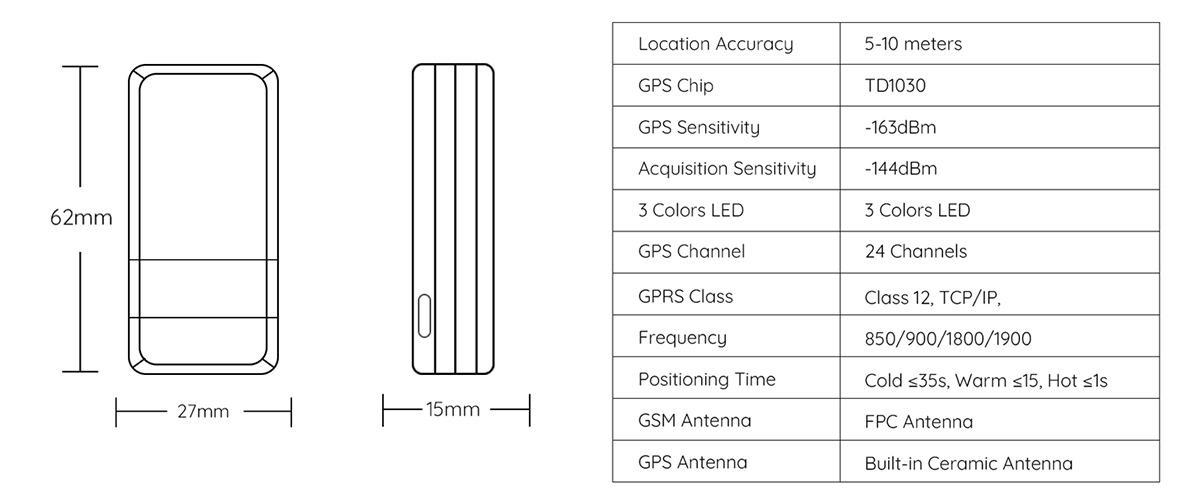 62mm
27mm
15mm
Location Accuracy 5-10 meters
GPS Chip TD1030
GPS Sensitivity -163dBm
Acquisition Sensitivity -144dBm
3 Colors LED 3 Colors LED
GPS Channel 24 Channels
GPRS Class Class 12, TCP/IP,
Frequency 850/900/1800/1900
Positioning Time Cold ≤35s, Warm ≤15, Hot ≤1s
GSM Antenna FPC Antenna
GPS Antenna Built-in Ceramic Antenna